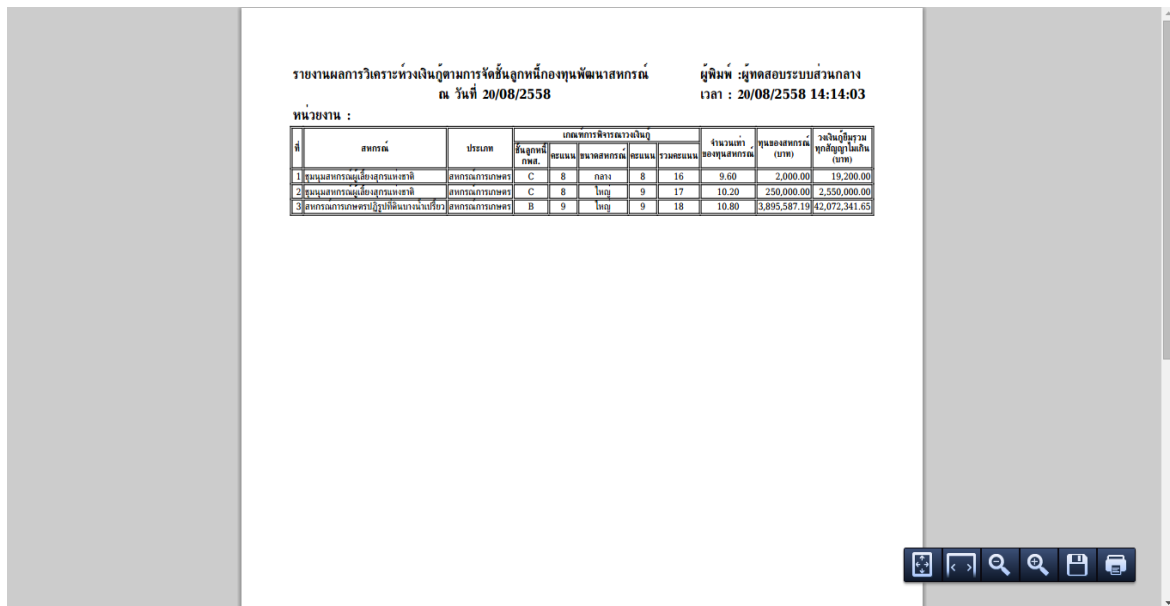 รายงานผลการวิเคราะห์วงเงินกู้ตามการจัดชั้นลูกหนี้กองทุนพัฒนาสหกรณ์ ผู้พิมพ์ :ผู้ทดสอบระบบส่วนกลาง
ณ วันที่ 20/08/2558 เวลา : 20/08/2558 14:14:03
หน่วยงาน :
ที่ สหกรณ์ ประเภท เกณฑ์การพิจารณาวงเงินกู้ จำนวนเท่าของทุนสหกรณ์ ทุนของสหกรณ์ (บาท) วงเงินกู้ยืมรวมทุกสัญญาไม่เกิน (บาท)
ชั้นลูกหนี้ กพส. คะแนน ขนาดสหกรณ์ คะแนน รวมคะแนน
1 ชุมนุมสหกรณ์ผู้เลี้ยงสุกรแห่งชาติ สหกรณ์การเกษตร C 8 กลาง 8 16 9.60 2,000.00 19,200.00
2 ชุมนุมสหกรณ์ผู้เลี้ยงสุกรแห่งชาติ สหกรณ์การเกษตร C 8 ใหญ่ 9 17 10.20 250,000.00 2,550,000.00
3 สหกรณ์การเกษตรปฏิรูปที่ดินบางน้ำเปรี้ยว สหกรณ์การเกษตร B 9 ใหญ่ 9 18 10.80 3,895,587.19 42,072,341.65